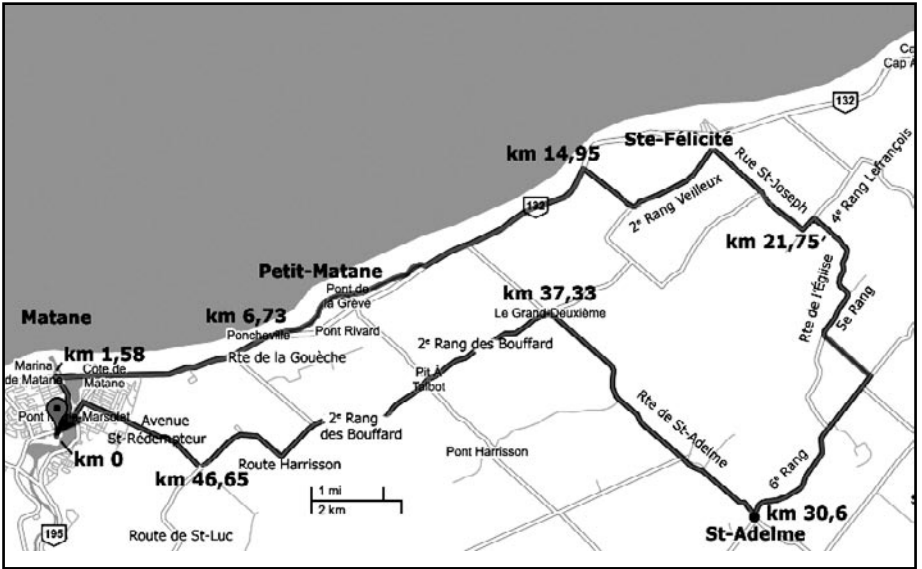 Co
Cap A
132
Ste-Félicité
km 14,95
Rue St-Joseph
4e Rang Lefrançois
2e Rang Veilleux
132
km 21,75
Petit-Matane
Rte de l'Église
5e Rang
Pont de
la Grève
km 37,33
Matane
km 6,73
Le Grand-Deuxième
Poncheville
Pont Rivard
km 1,58
Rte de la Gouèche
2e Rang des Bouffard
Marina
de Matane
Côte de
Matane
Pit À
Talbot
Rte de St-Adelme
Pont
Marsolet
Avenue
St-Rédempteur
2e Rang
des Bouffard
km 0
Route Harrisson
Pont Harrisson
6e Rang
km 46,65
1 mi
2 km
km 30,6
St-Adelme
195
Route de St-Luc